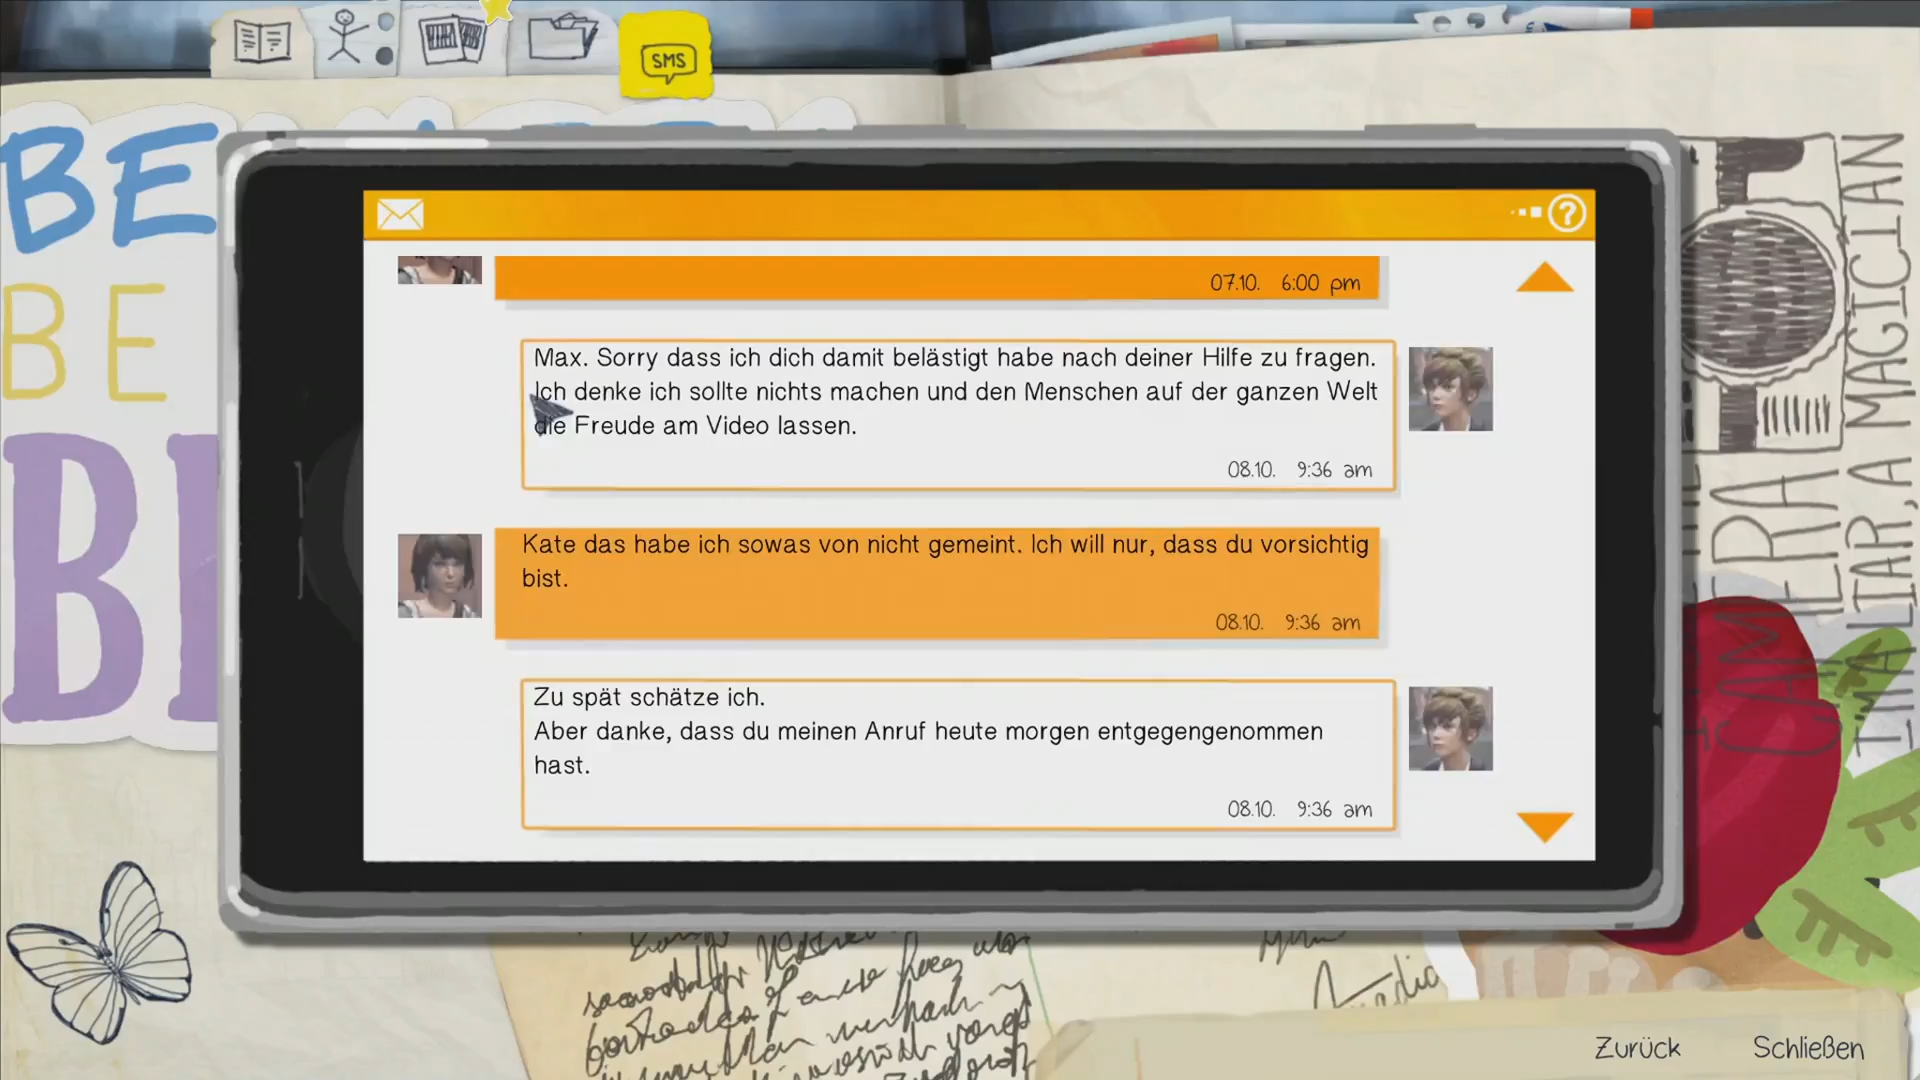 SMS
BE
BE
07.10. 6:00 pm
Max. Sorry dass ich dich damit belästigt habe nach deiner Hilfe zu fragen.
Ich denke ich sollte nichts machen und den Menschen auf der ganzen Welt
die Freude am Video lassen.
08.10. 9:36 am
Kate das habe ich sowas von nicht gemeint. Ich will nur, dass du vorsichtig
bist.
08.10. 9:36 am
Zu spät schätze ich.
Aber danke, dass du meinen Anruf heute morgen entgegengenommen
hast.
08.10. 9:36 am
?
LIAR, A MAGICIAN
Zurück
Schließen